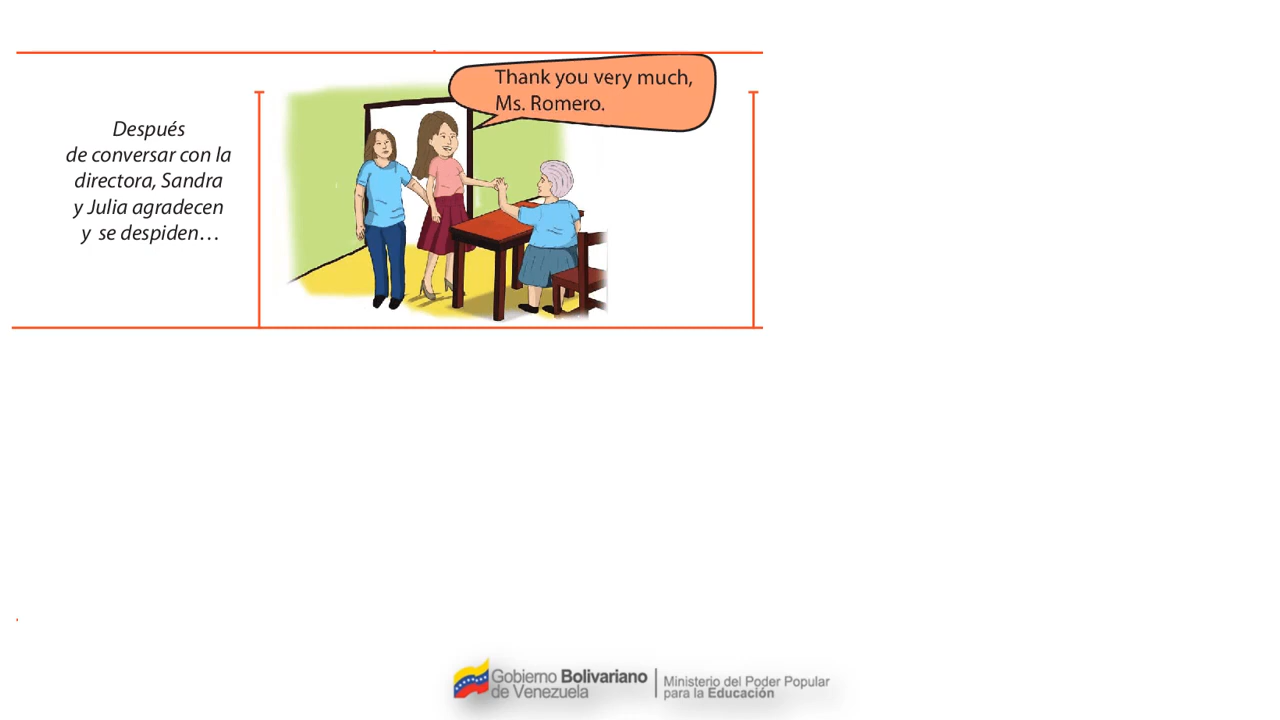 Thank you very much,
Ms. Romero.
Después
de conversar con la
directora, Sandra
y Julia agradecen
y se despiden…
Gobierno Bolivariano
de Venezuela
Ministerio del Poder Popular
para la Educación